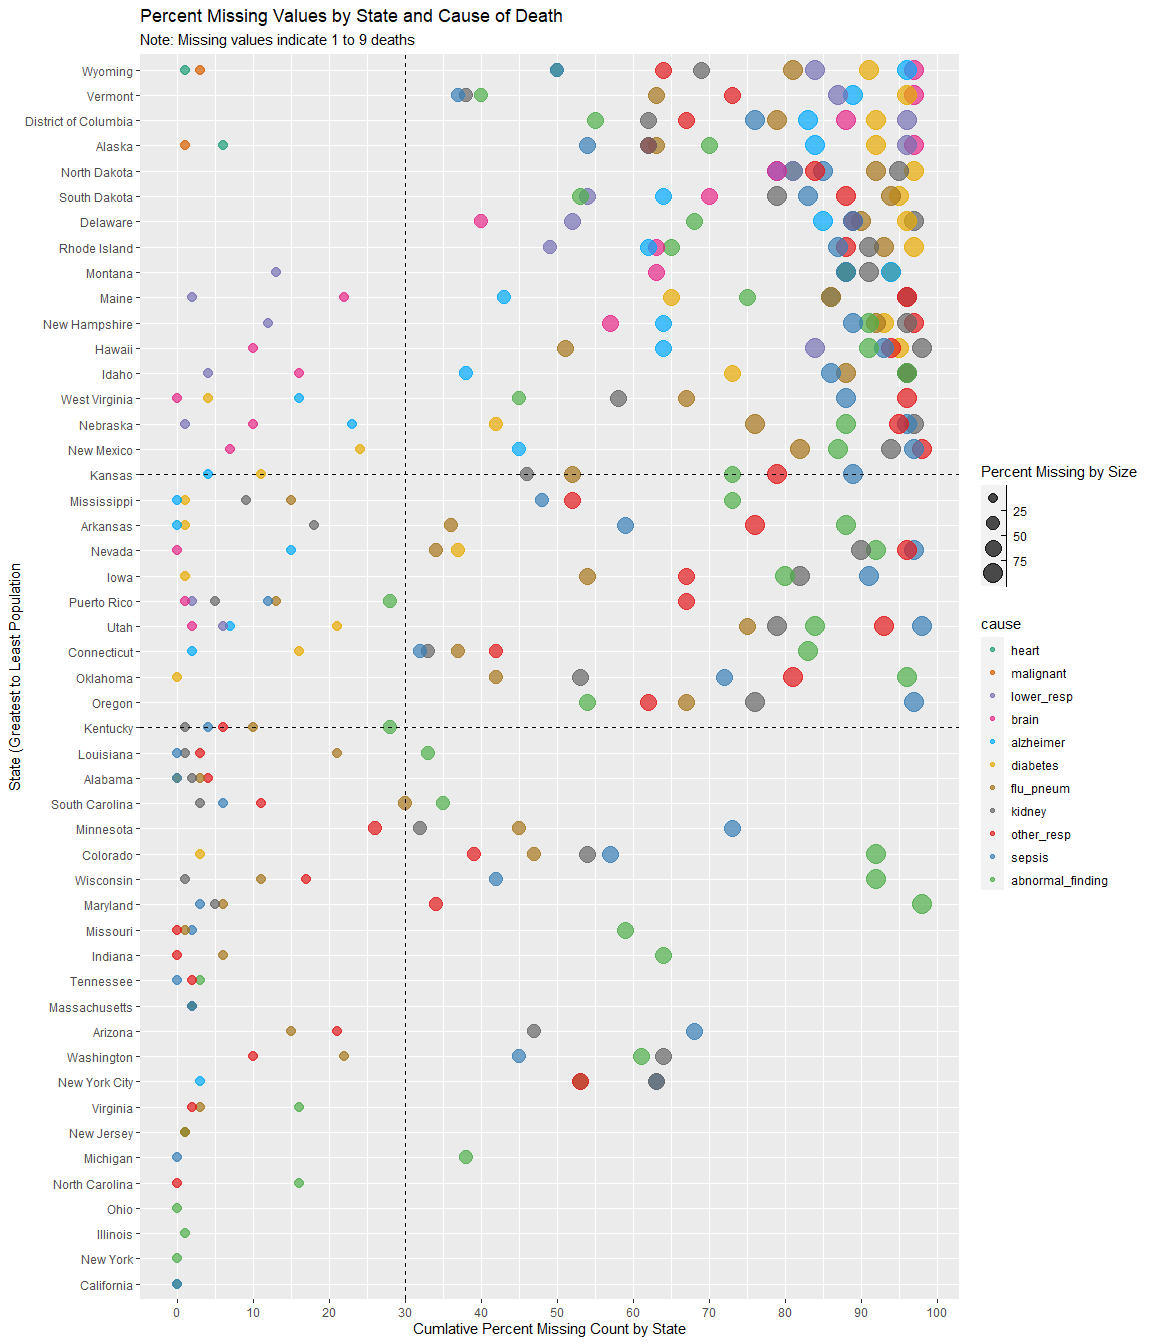 Percent Missing Values by State and Cause of Death
Note: Missing values indicate 1 to 9 deaths
State (Greatest to Least Population
Wyoming
Vermont
District of Columbia
Alaska
North Dakota
South Dakota
Delaware
Rhode Island
Montana
Maine
New Hampshire
Hawaii
Idaho
West Virginia
Nebraska
New Mexico
Kansas
Mississippi
Arkansas
Nevada
Iowa
Puerto Rico
Utah
Connecticut
Oklahoma
Oregon
Kentucky
Louisiana
Alabama
South Carolina
Minnesota
Colorado
Wisconsin
Maryland
Missouri
Indiana
Tennessee
Massachusetts
Arizona
Washington
New York City
Virginia
New Jersey
Michigan
North Carolina
Ohio
Illinois
New York
California
0 10 20 30 40 50 60 70 80 90 100
Cumlative Percent Missing Count by State
Percent Missing by Size
25
50
75
cause
heart
malignant
lower_resp
brain
alzheimer
diabetes
flu_pneum
kidney
other_resp
sepsis
abnormal_finding